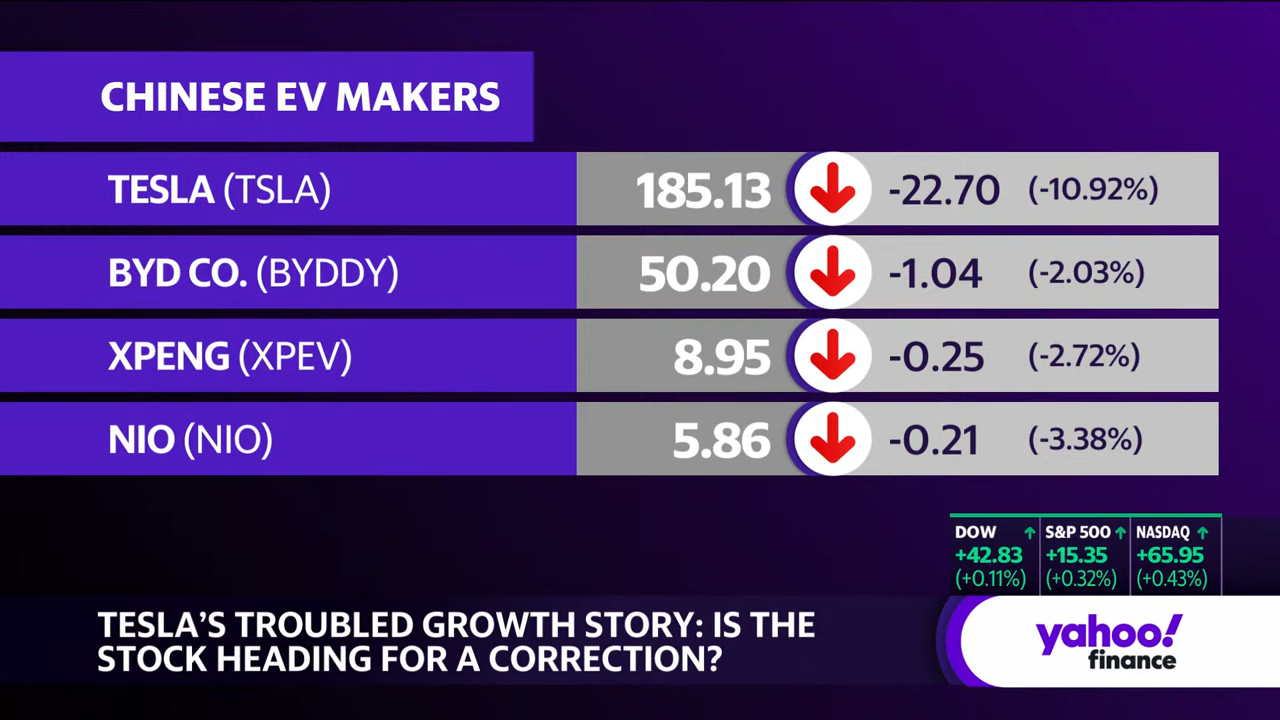 CHINESE EV MAKERS
TESLA (TSLA) 185.13 -22.70 (-10.92%)
BYD CO. (BYDDY) 50.20 -1.04 (-2.03%)
XPENG (XPEV) 8.95 -0.25 (-2.72%)
NIO (NIO) 5.86 -0.21 (-3.38%)
DOW S&P 500 NASDAQ
+42.83 +15.35 +65.95
(+0.11%) (+0.32%) (+0.43%)
TESLA'S TROUBLED GROWTH STORY: IS THE
STOCK HEADING FOR A CORRECTION?
yahoo!
finance